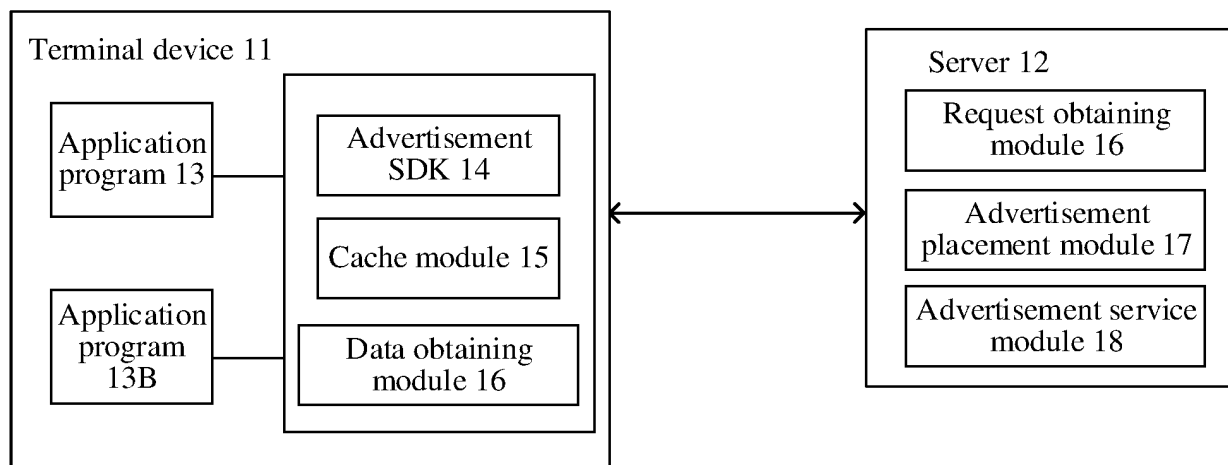 Terminal device 11
Application
program 13
Advertisement
SDK 14
Cache module 15
Application
program
13B
Data obtaining
module 16
Server 12
Request obtaining
module 16
Advertisement
placement module 17
Advertisement service
module 18